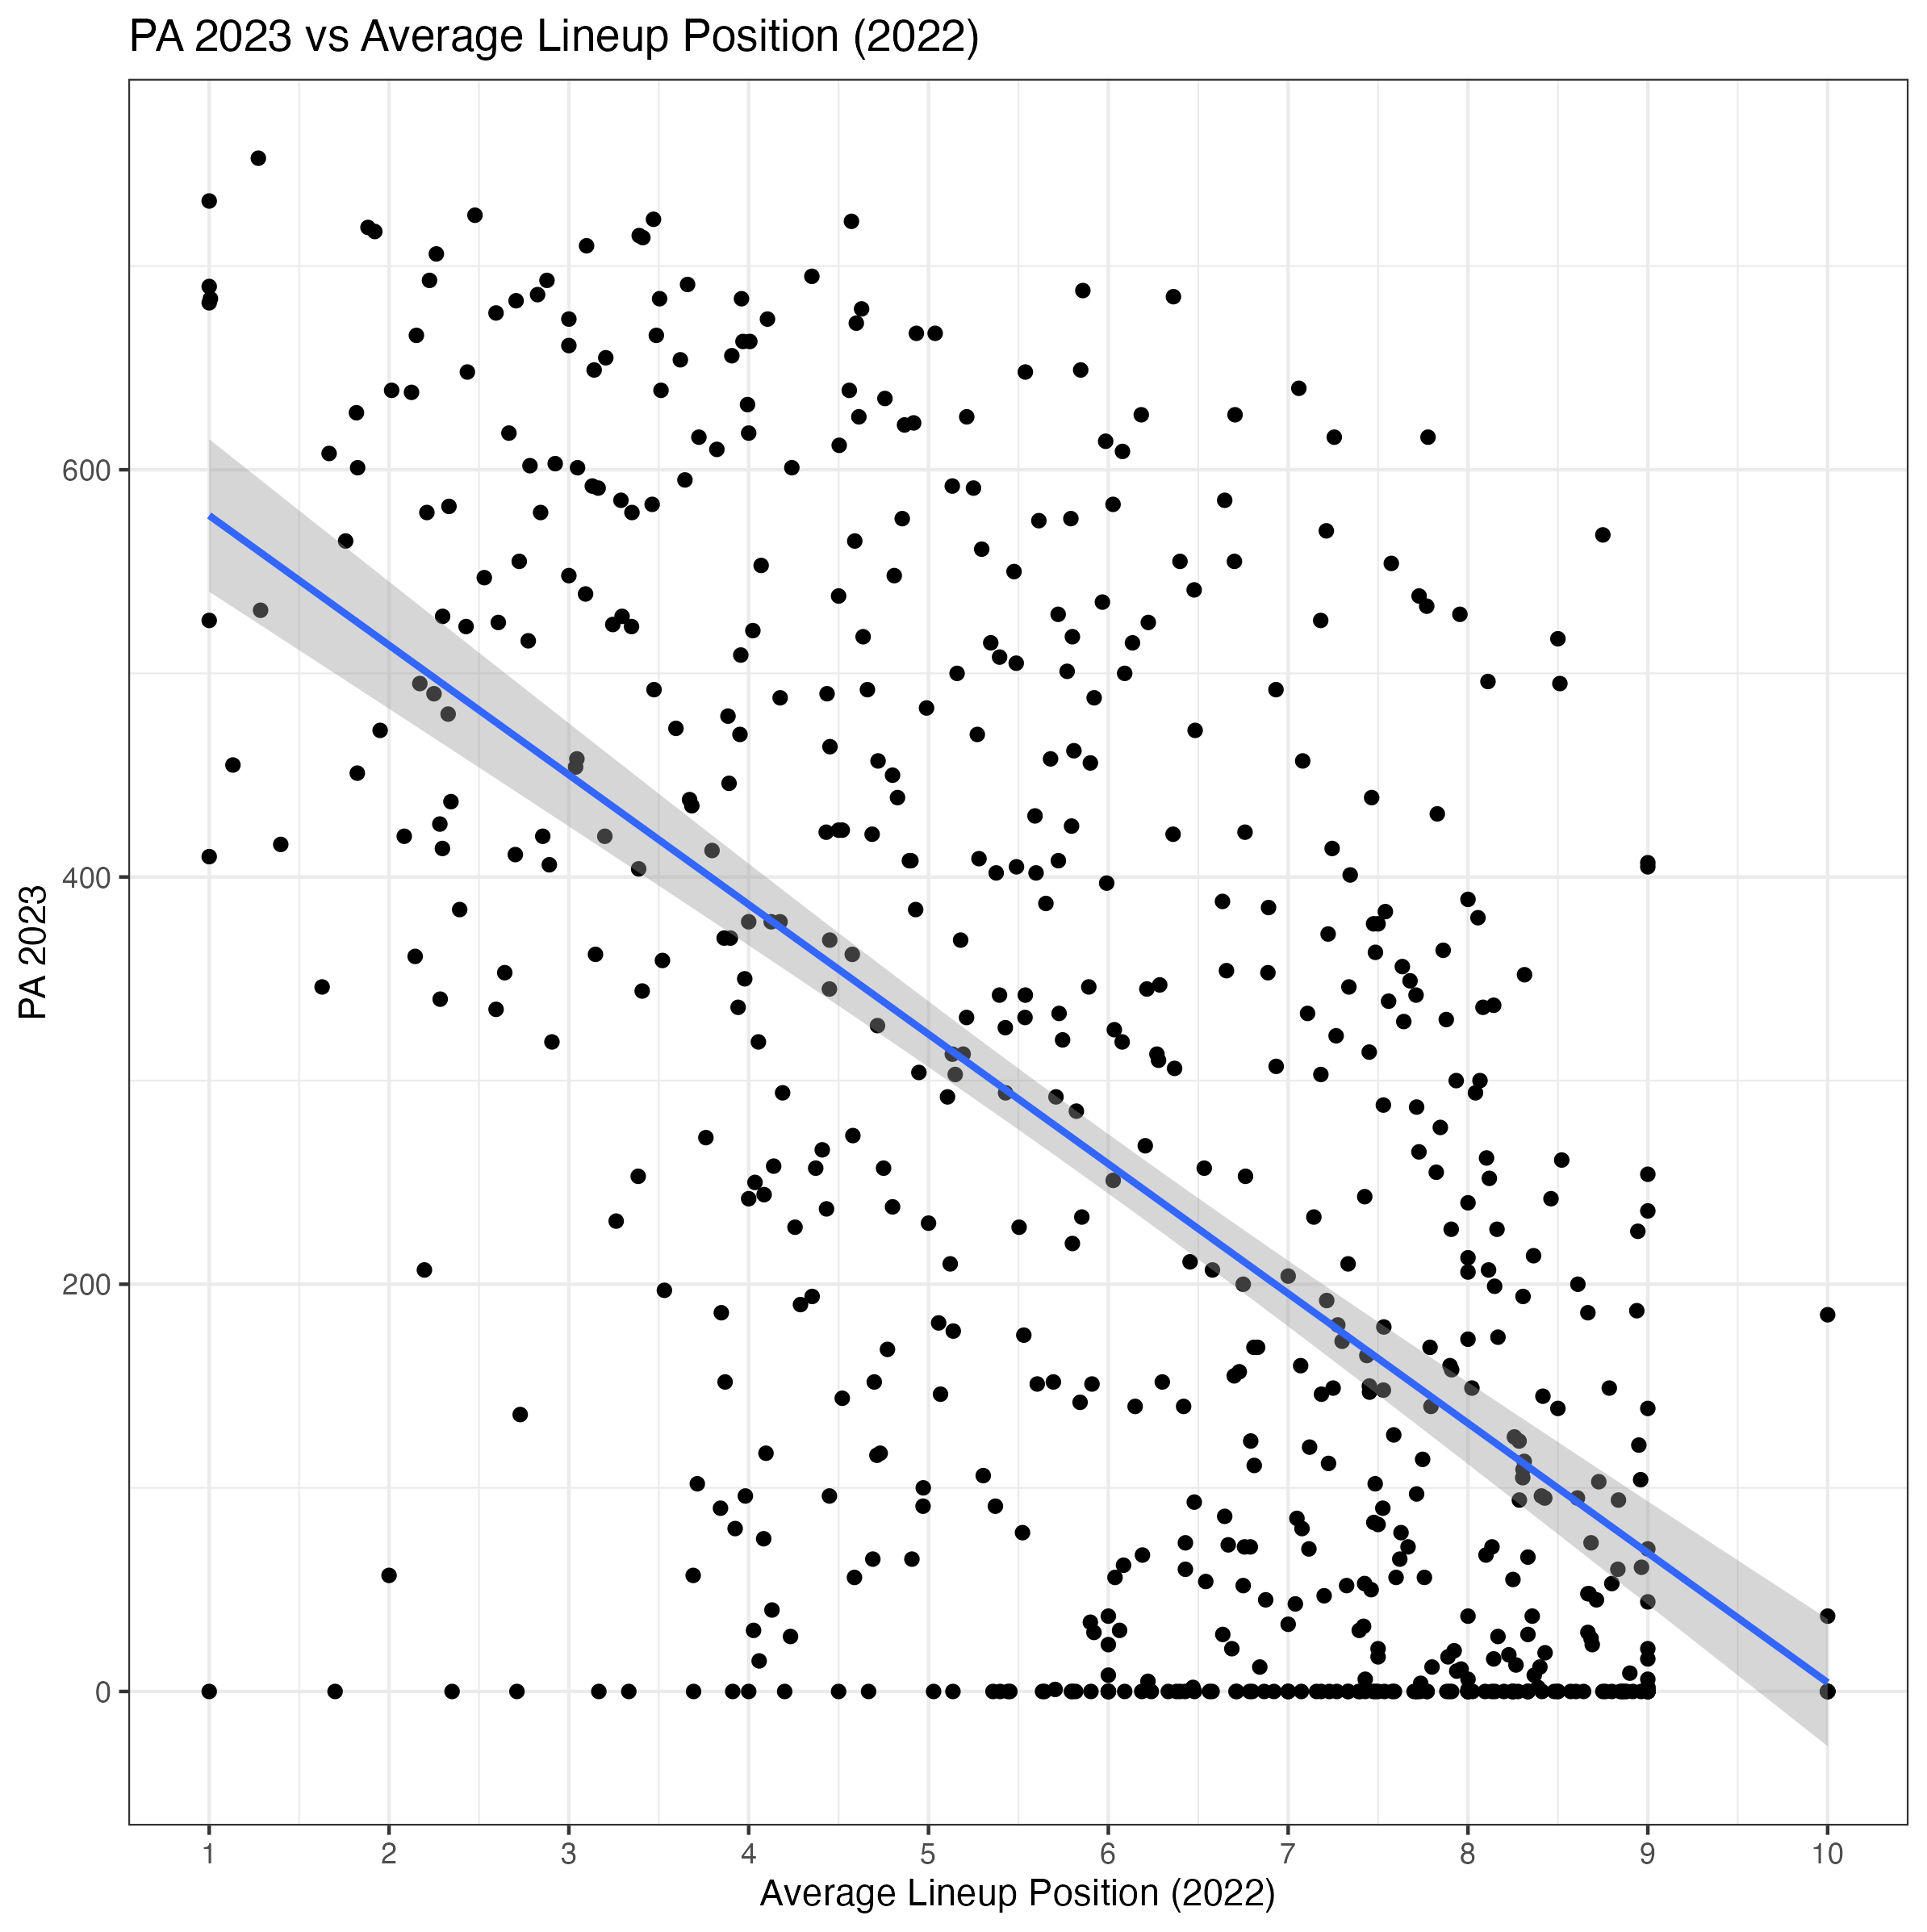 PA 2023 vs Average Lineup Position (2022)
PA 2023
600
400
200
0
1 2 3 4 5 6 7 8 9 10
Average Lineup Position (2022)